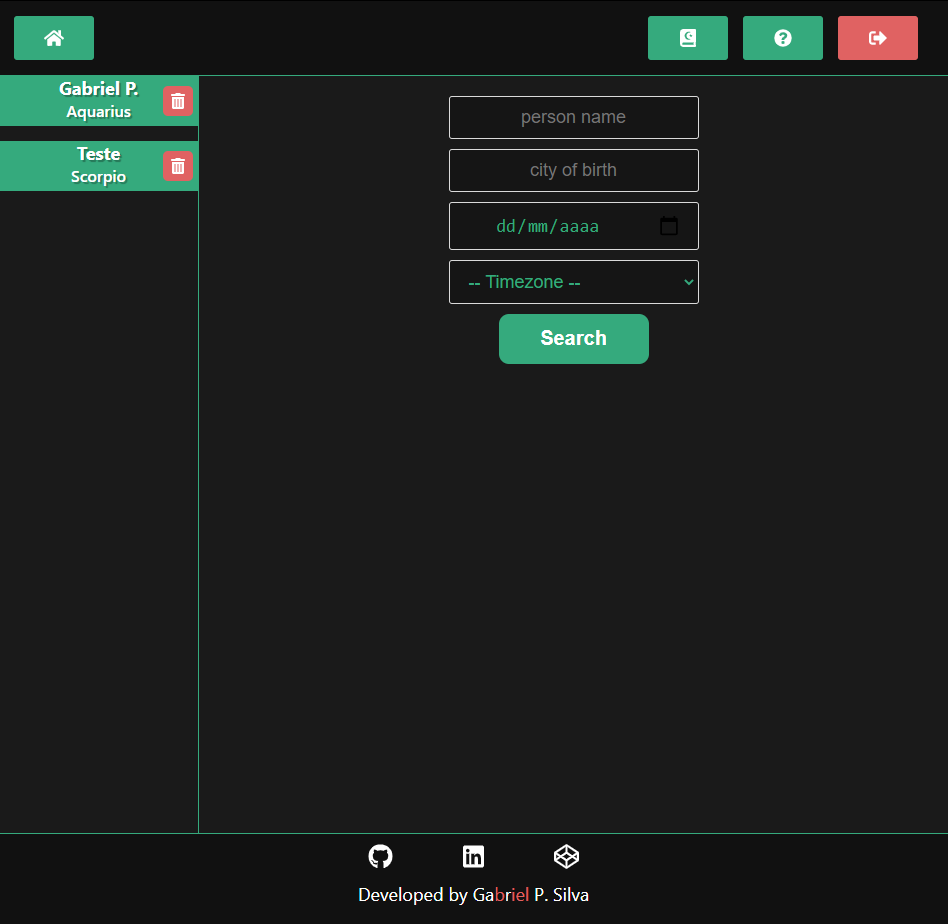 Gabriel P.
Aquarius
Teste
Scorpio
person name
city of birth
dd/mm/aaaa
-- Timezone --
Search
Developed by Gabriel P. Silva